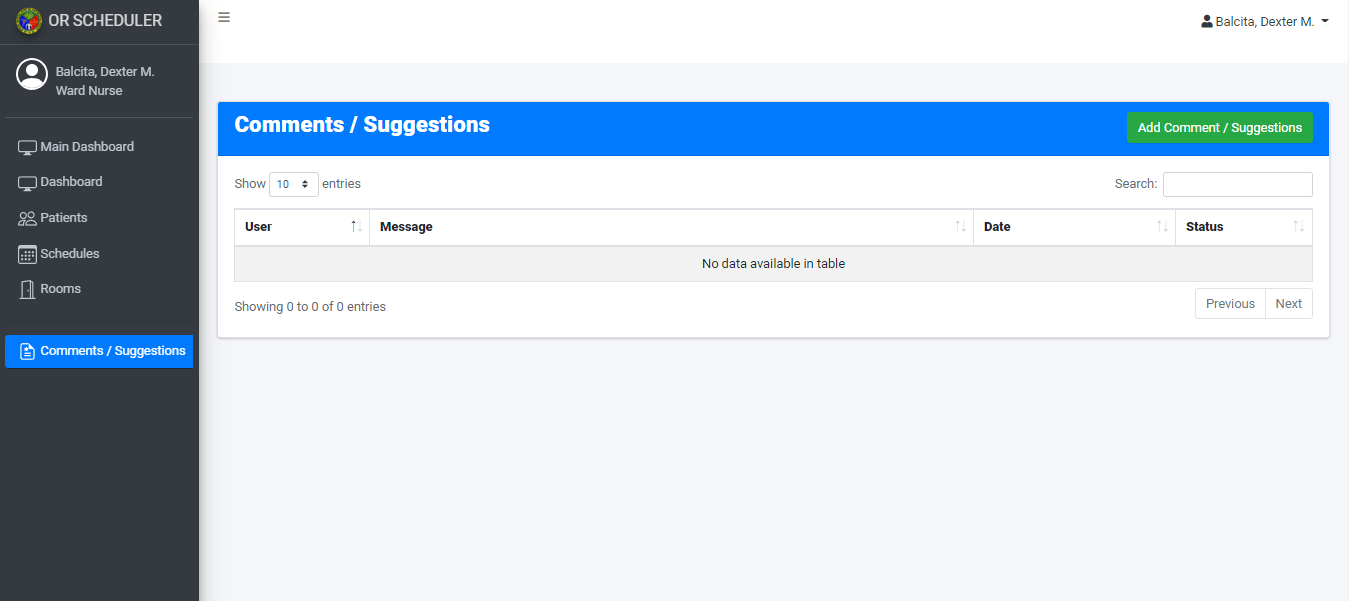 OR SCHEDULER
Balcita, Dexter M.
Balcita, Dexter M.
Ward Nurse
Main Dashboard
Dashboard
Patients
Schedules
Rooms
Comments / Suggestions
Comments / Suggestions
Add Comment / Suggestions
Show 10 entries
Search:
User Message Date Status
No data available in table
Showing 0 to 0 of 0 entries
Previous Next